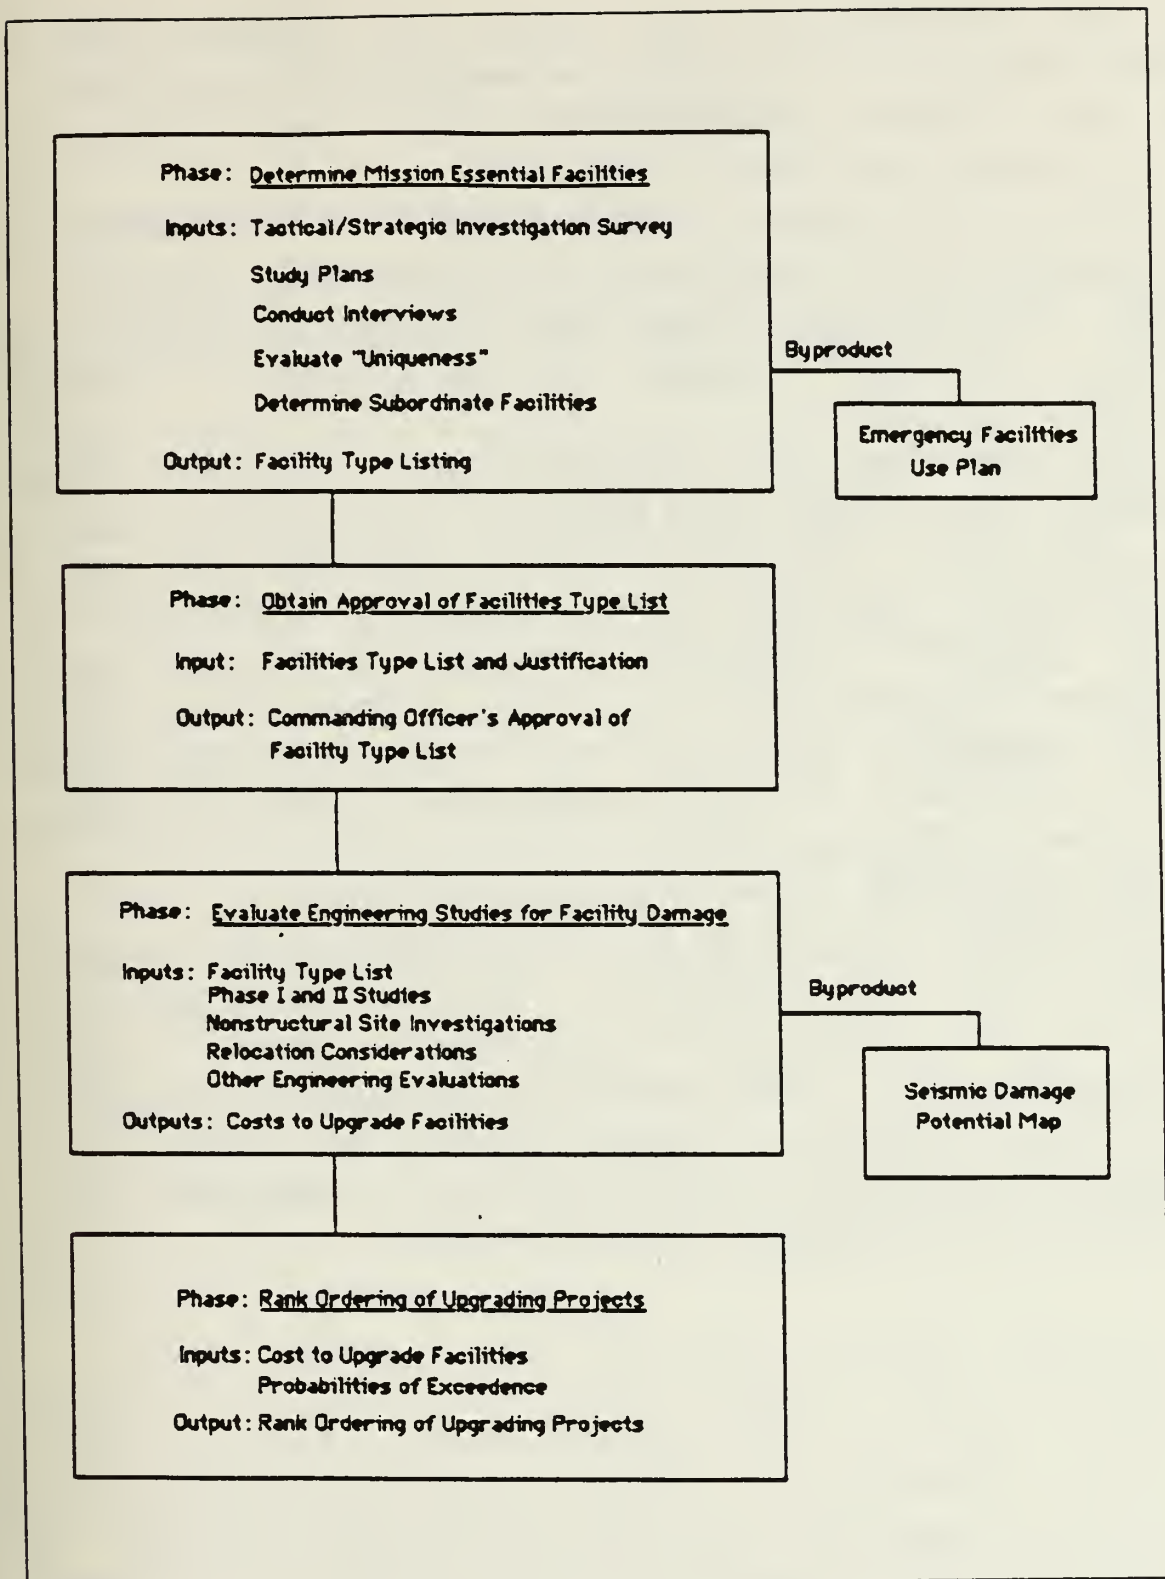 Phase: Determine Mission Essential Facilities
Inputs: Tactical/Strategic Investigation Survey
Study Plans
Conduct Interviews
Evaluate "Uniqueness"
Determine Subordinate Facilities
Output: Facility Type Listing
Byproduct
Emergency Facilities
Use Plan
Phase: Obtain Approval of Facilities Type List
Input: Facilities Type List and Justification
Output: Commanding Officer's Approval of
Facility Type List
Phase: Evaluate Engineering Studies for Facility Damage
Inputs: Facility Type List
Phase I and II Studies
Nonstructural Site Investigations
Relocation Considerations
Other Engineering Evaluations
Outputs: Costs to Upgrade Facilities
Byproduct
Seismic Damage
Potential Map
Phase: Rank Ordering of Upgrading Projects
Inputs: Cost to Upgrade Facilities
Probabilities of Exceedence
Output: Rank Ordering of Upgrading Projects